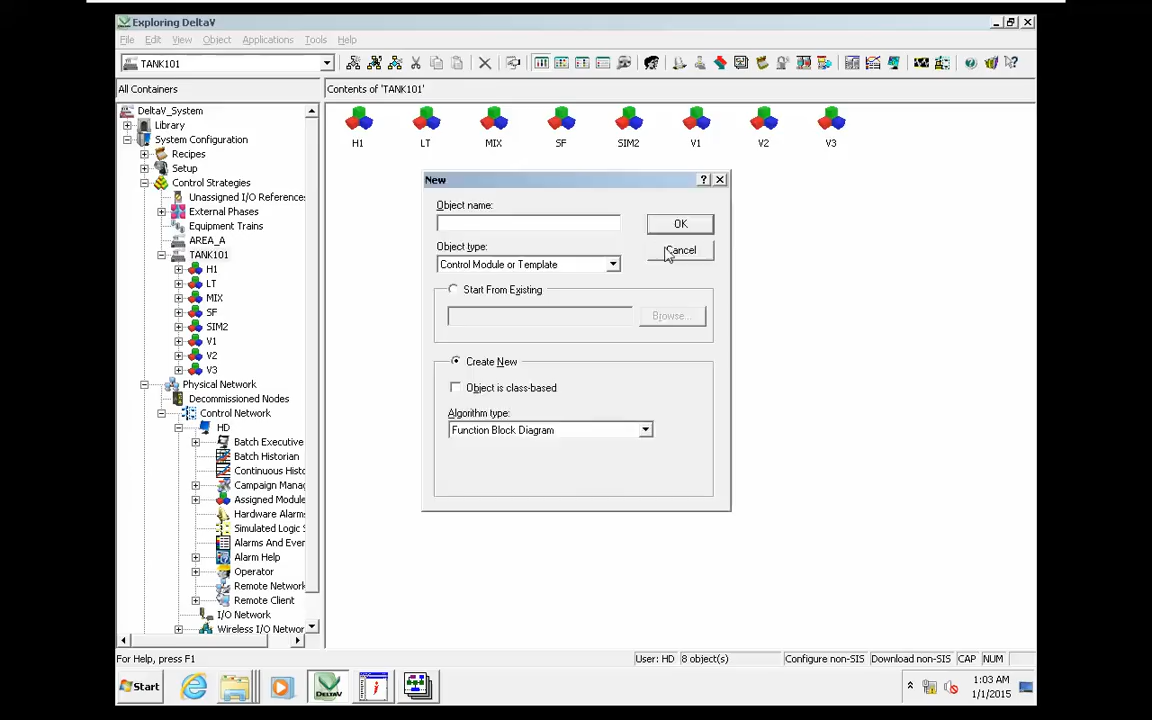 Exploring DeltaV
File Edit View Object Applications Tools Help
TANK101
All Containers
Contents of 'TANK101'
DeltaV_System
Library
System Configuration
Recipes
Setup
Control Strategies
Unassigned I/O References
External Phases
Equipment Trains
AREA_A
TANK101
H1
LT
MIX
SF
SIM2
V1
V2
V3
Physical Network
Decommissioned Nodes
Control Network
HD
Batch Executive
Batch Historian
Continuous Histo
Campaign Manag
Assigned Module
Hardware Alarms
Simulated Logic S
Alarms And Even
Alarm Help
Operator
Remote Network
Remote Client
I/O Network
Wireless I/O Networ
H1 LT MIX SF SIM2 V1 V2 V3
New
Object name:
OK
Object type:
Cancel
Control Module or Template
Start From Existing
Browse...
Create New
Object is class-based
Algorithm type:
Function Block Diagram
For Help, press F1
User: HD 8 object(s) Configure non-SIS Download non-SIS CAP NUM
Start
DELTAV
1:03 AM
1/1/2015